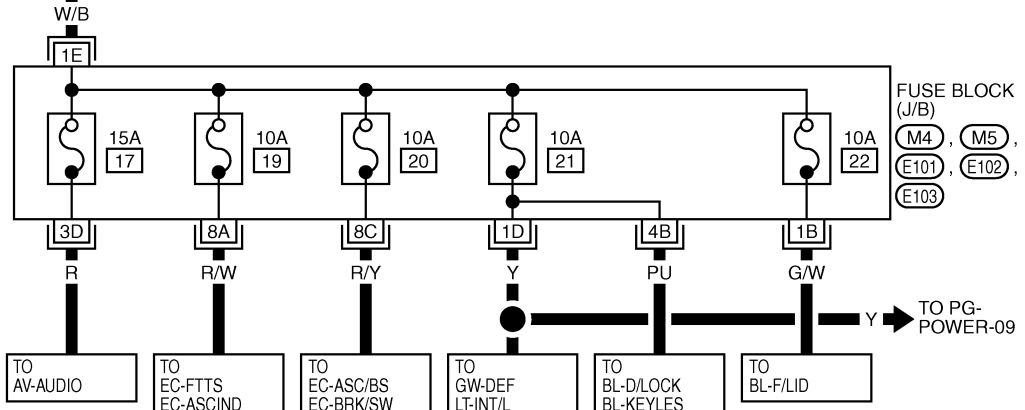 W/B
1E
FUSE BLOCK
(J/B)
M4 , M5 ,
E101 , E102 ,
E103
15A
17
10A
19
10A
20
10A
21
10A
22
3D
8A
8C
1D
4B
1B
R
R/W
R/Y
Y
PU
G/W
Y
TO PG-
POWER-09
TO
AV-AUDIO
TO
EC-FTTS
EC-ASCIND
TO
EC-ASC/BS
EC-BRK/SW
TO
GW-DEF
LT-INT/L
TO
BL-D/LOCK
BL-KEYLES
TO
BL-F/LID